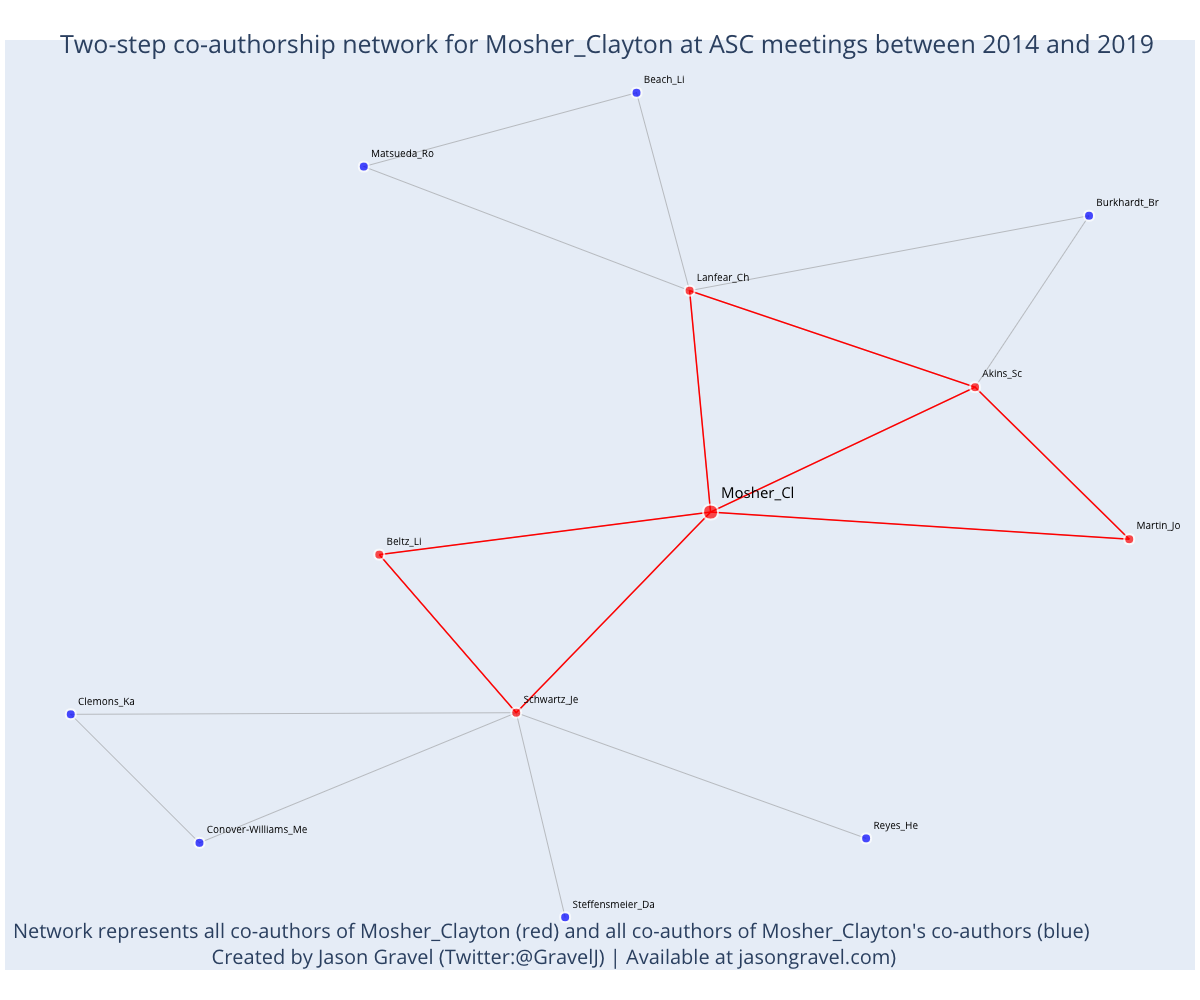 Two-step co-authorship network for Mosher_Clayton at ASC meetings between 2014 and 2019
Beach_Li
Matsueda_Ro
Burkhardt_Br
Lanfear_Ch
Akins_Sc
Mosher_Cl
Martin_Jo
Beltz_Li
Schwartz_Je
Clemons_Ka
Reyes_He
Conover-Williams_Me
Steffensmeier_Da
Network represents all co-authors of Mosher_Clayton (red) and all co-authors of Mosher_Clayton's co-authors (blue)
Created by Jason Gravel (Twitter:@GravelJ) | Available at jasongravel.com)